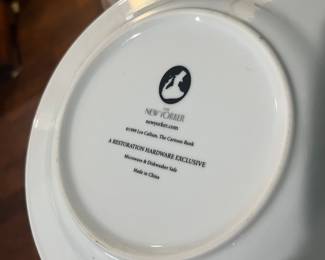 THE
NEW YORKER
newyorker.com
©1999 Leo Cullum, The Cartoon Bank
A RESTORATION HARDWARE EXCLUSIVE
Microwave & Dishwasher Safe
Made in China